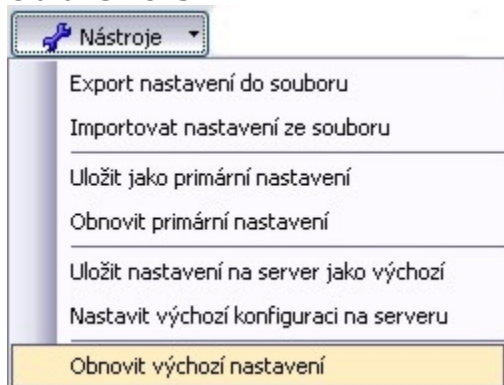 Nástroje
Export nastavení do souboru
Importovat nastavení ze souboru
Uložit jako primární nastavení
Obnovit primární nastavení
Uložit nastavení na server jako výchozí
Nastavit výchozí konfiguraci na serveru
Obnovit výchozí nastavení